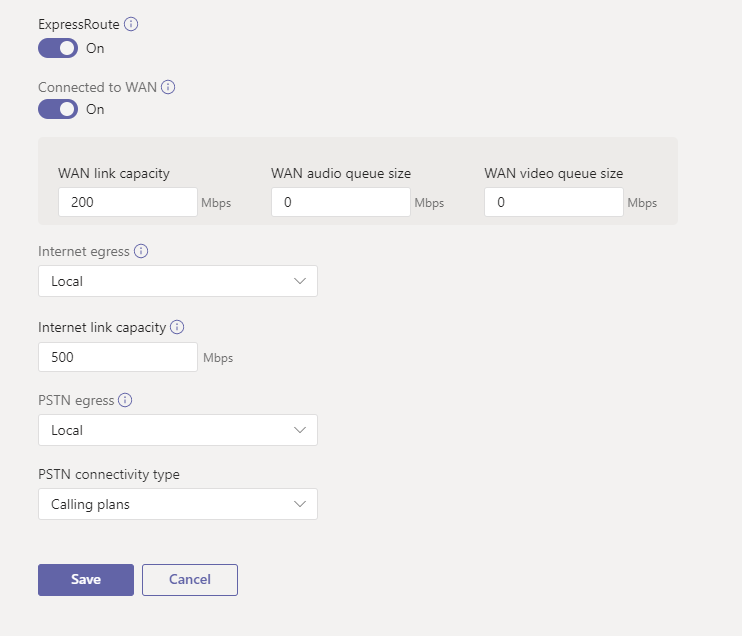 ExpressRoute
On
Connected to WAN
On
WAN link capacity WAN audio queue size WAN video queue size
200 Mbps 0 Mbps 0 Mbps
Internet egress
Local
Internet link capacity
500 Mbps
PSTN egress
Local
PSTN connectivity type
Calling plans
Save Cancel